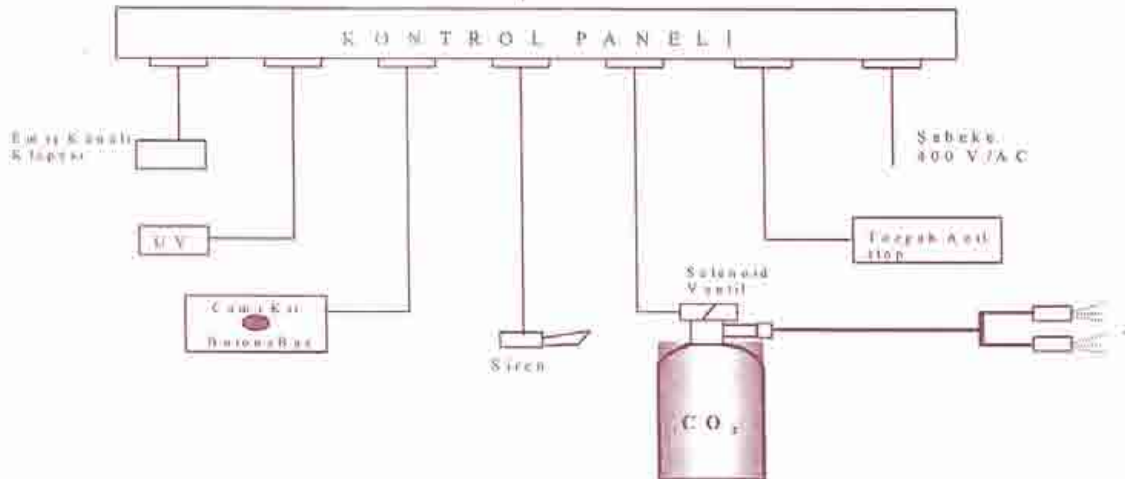 KONTROL PANELİ
Emiş Kanalı
Klapesi
Şebeke
400 V/AC
UV
Tezgah Acil
stop
Solenoid
Ventil
Camı Kır
Butona Bas
Siren
CO₂